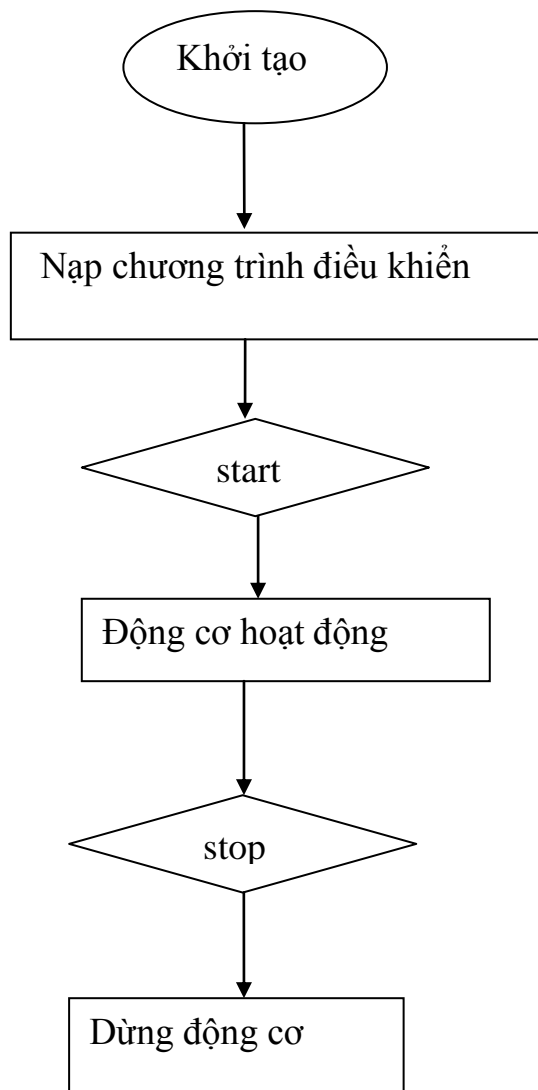 Khởi tạo
Nạp chương trình điều khiển
start
Động cơ hoạt động
stop
Dừng động cơ